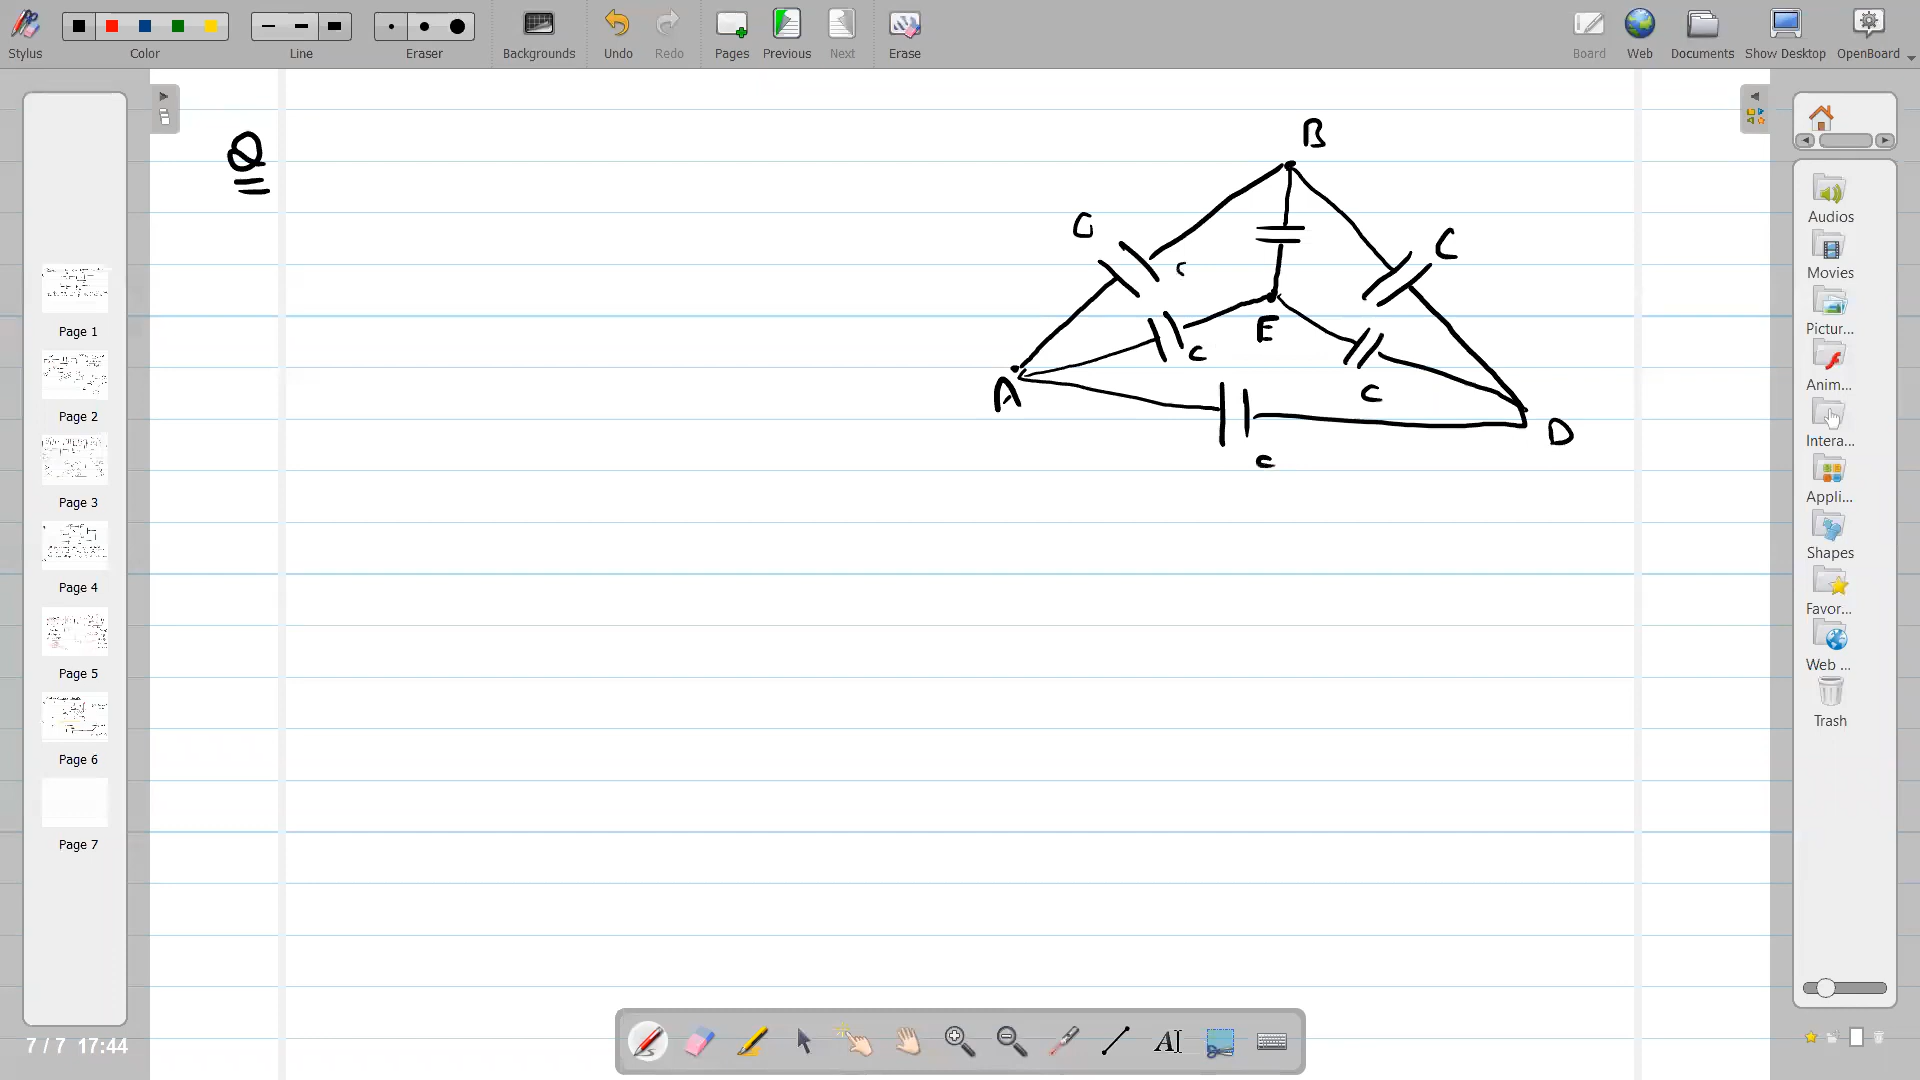 Stylus
Color
Line
Eraser
Backgrounds
Undo
Redo
Pages
Previous
Next
Erase
Board
Web
Documents
Show Desktop
OpenBoard
Q
B
C
C
C
E
C
A
C
D
C
Page 1
Page 2
Page 3
Page 4
Page 5
Page 6
Page 7
7 / 7 17:44
Audios
Movies
Pictur...
Anim...
Intera...
Appli...
Shapes
Favor...
Web ...
Trash